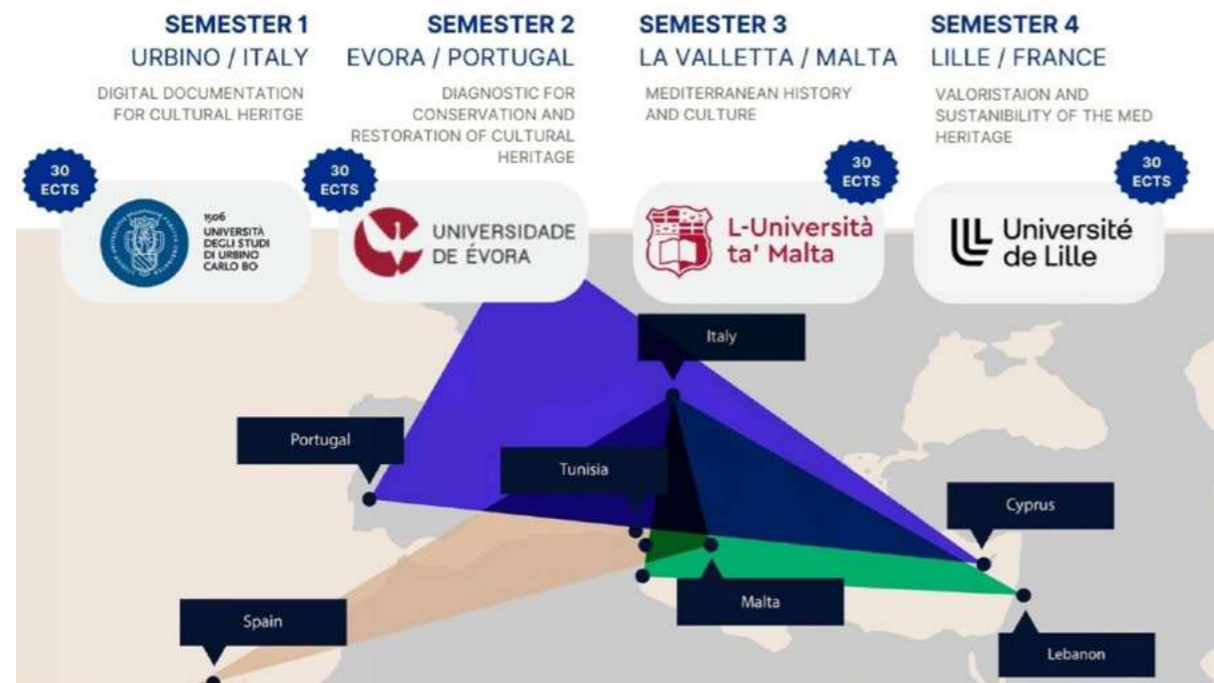 SEMESTER 1
URBINO / ITALY
DIGITAL DOCUMENTATION
FOR CULTURAL HERITGE
SEMESTER 2
EVORA / PORTUGAL
DIAGNOSTIC FOR
CONSERVATION AND
RESTORATION OF CULTURAL
HERITAGE
SEMESTER 3
LA VALLETTA / MALTA
MEDITERRANEAN HISTORY
AND CULTURE
SEMESTER 4
LILLE / FRANCE
VALORISTAION AND
SUSTANIBILITY OF THE MED
HERITAGE
30
ECTS
1506
UNIVERSITÀ
DEGLI STUDI
DI URBINO
CARLO BO
30
ECTS
UNIVERSIDADE
DE ÉVORA
30
ECTS
L-Università
ta' Malta
30
ECTS
Université
de Lille
Italy
Portugal
Tunisia
Cyprus
Malta
Spain
Lebanon